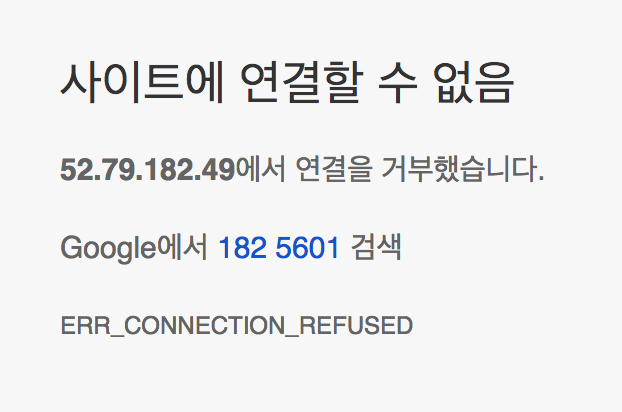 사이트에 연결할 수 없음
52.79.182.49에서 연결을 거부했습니다.
Google에서 182 5601 검색
ERR_CONNECTION_REFUSED